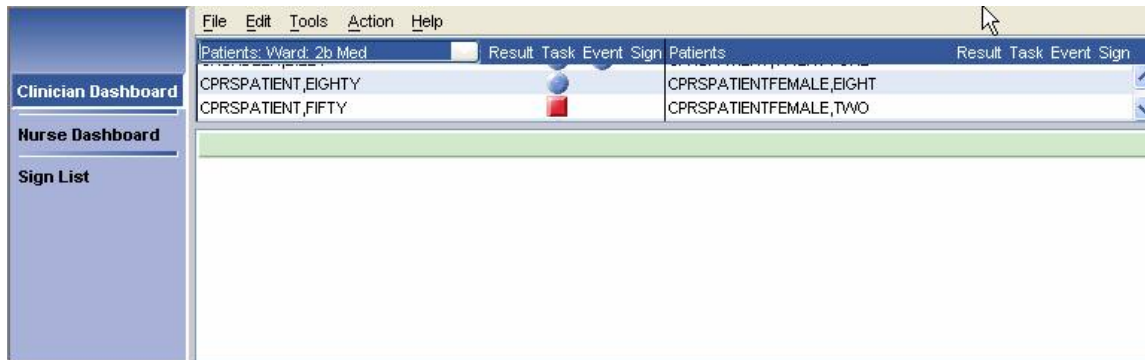 File Edit Tools Action Help
Patients: Ward: 2b Med Result Task Event Sign Patients Result Task Event Sign
CPRSPATIENT,EIGHTY CPRSPATIENTFEMALE,EIGHT
CPRSPATIENT,FIFTY CPRSPATIENTFEMALE,TWO
Clinician Dashboard
Nurse Dashboard
Sign List